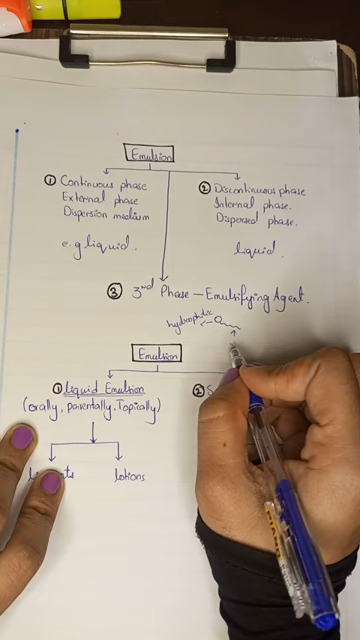 Emulsion
① Continuous phase
External phase
Dispersion medium
e.g liquid.
② Discontinuous phase
Internal phase.
Dispersed phase.
liquid.
③ 3rd Phase - Emulsifying Agent.
hydrophilic
Emulsion
① Liquid Emulsion
(orally, parentally, Topically)
②
lotions